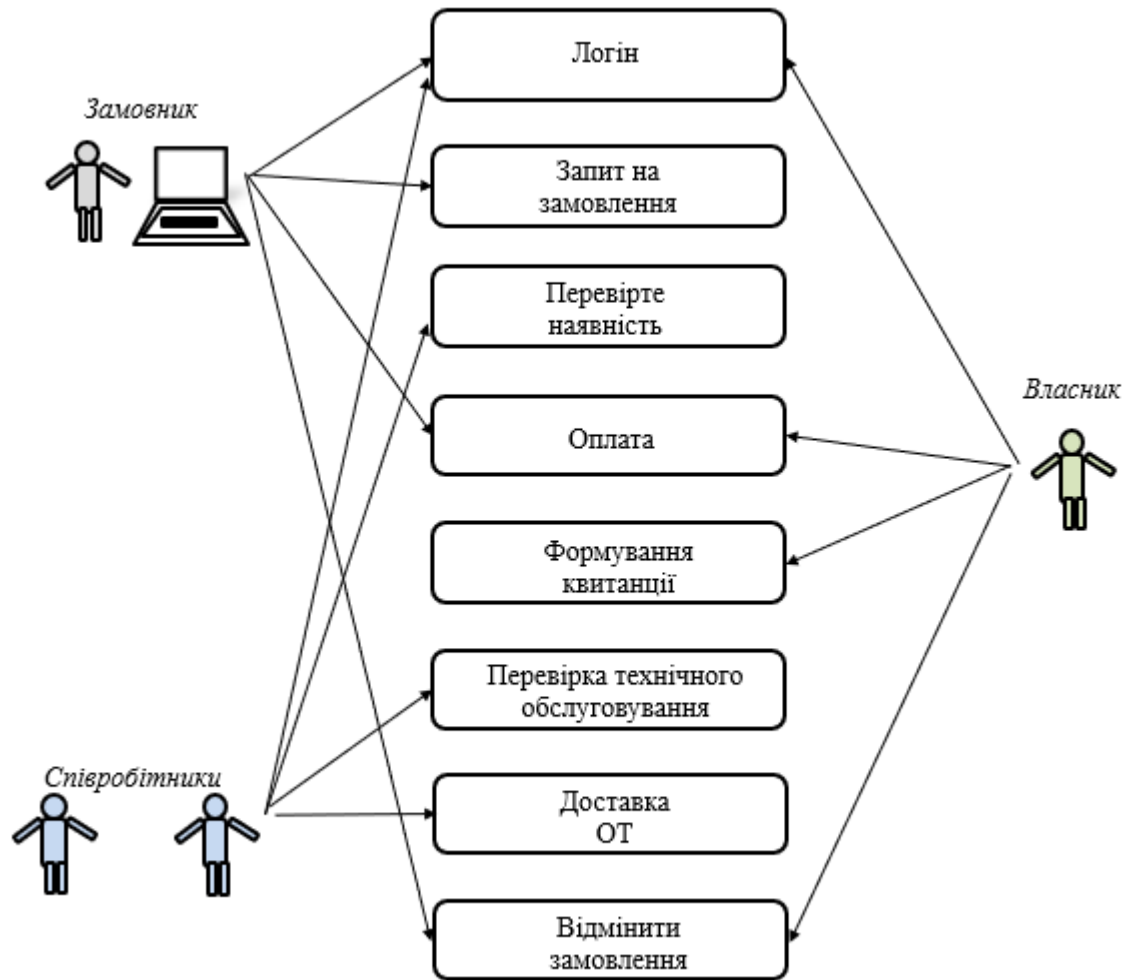 Логін
Замовник
Запит на
замовлення
Перевірте
наявність
Власник
Оплата
Формування
квитанції
Перевірка технічного
обслуговування
Співробітники
Доставка
ОТ
Відмінити
замовлення